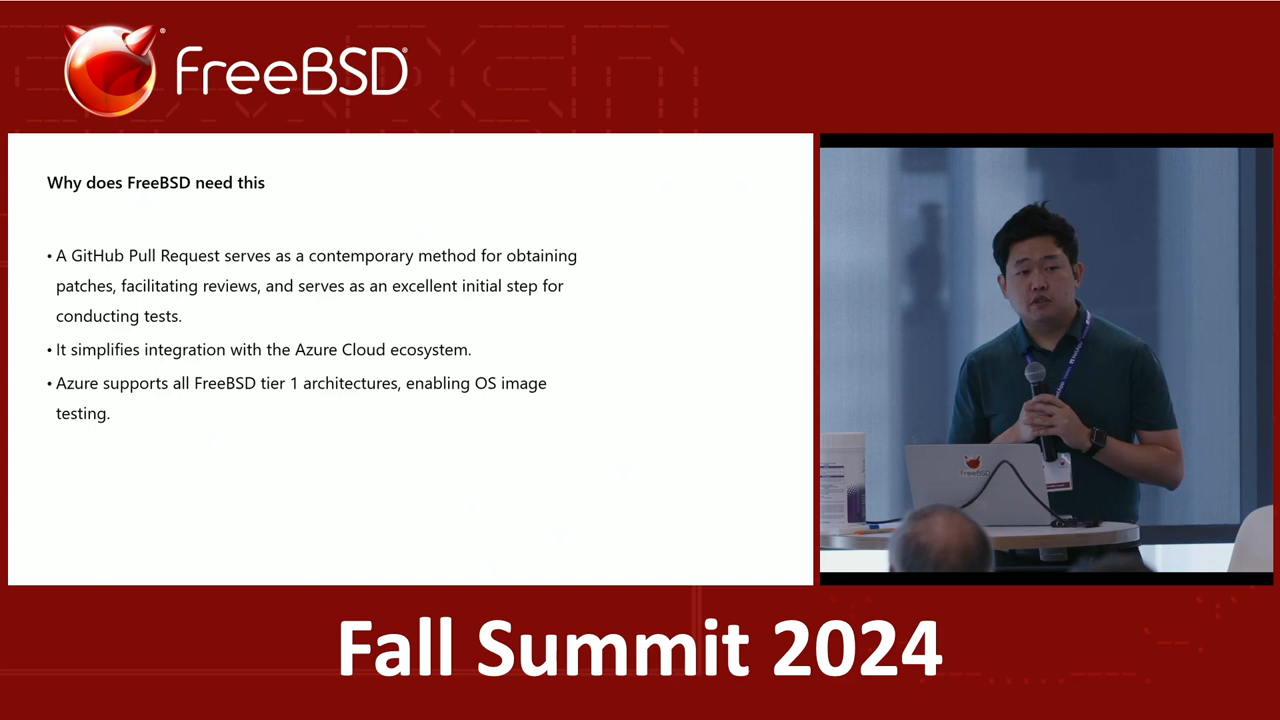 FreeBSD
Why does FreeBSD need this
• A GitHub Pull Request serves as a contemporary method for obtaining
patches, facilitating reviews, and serves as an excellent initial step for
conducting tests.
• It simplifies integration with the Azure Cloud ecosystem.
• Azure supports all FreeBSD tier 1 architectures, enabling OS image
testing.
FreeBSD
Fall Summit 2024